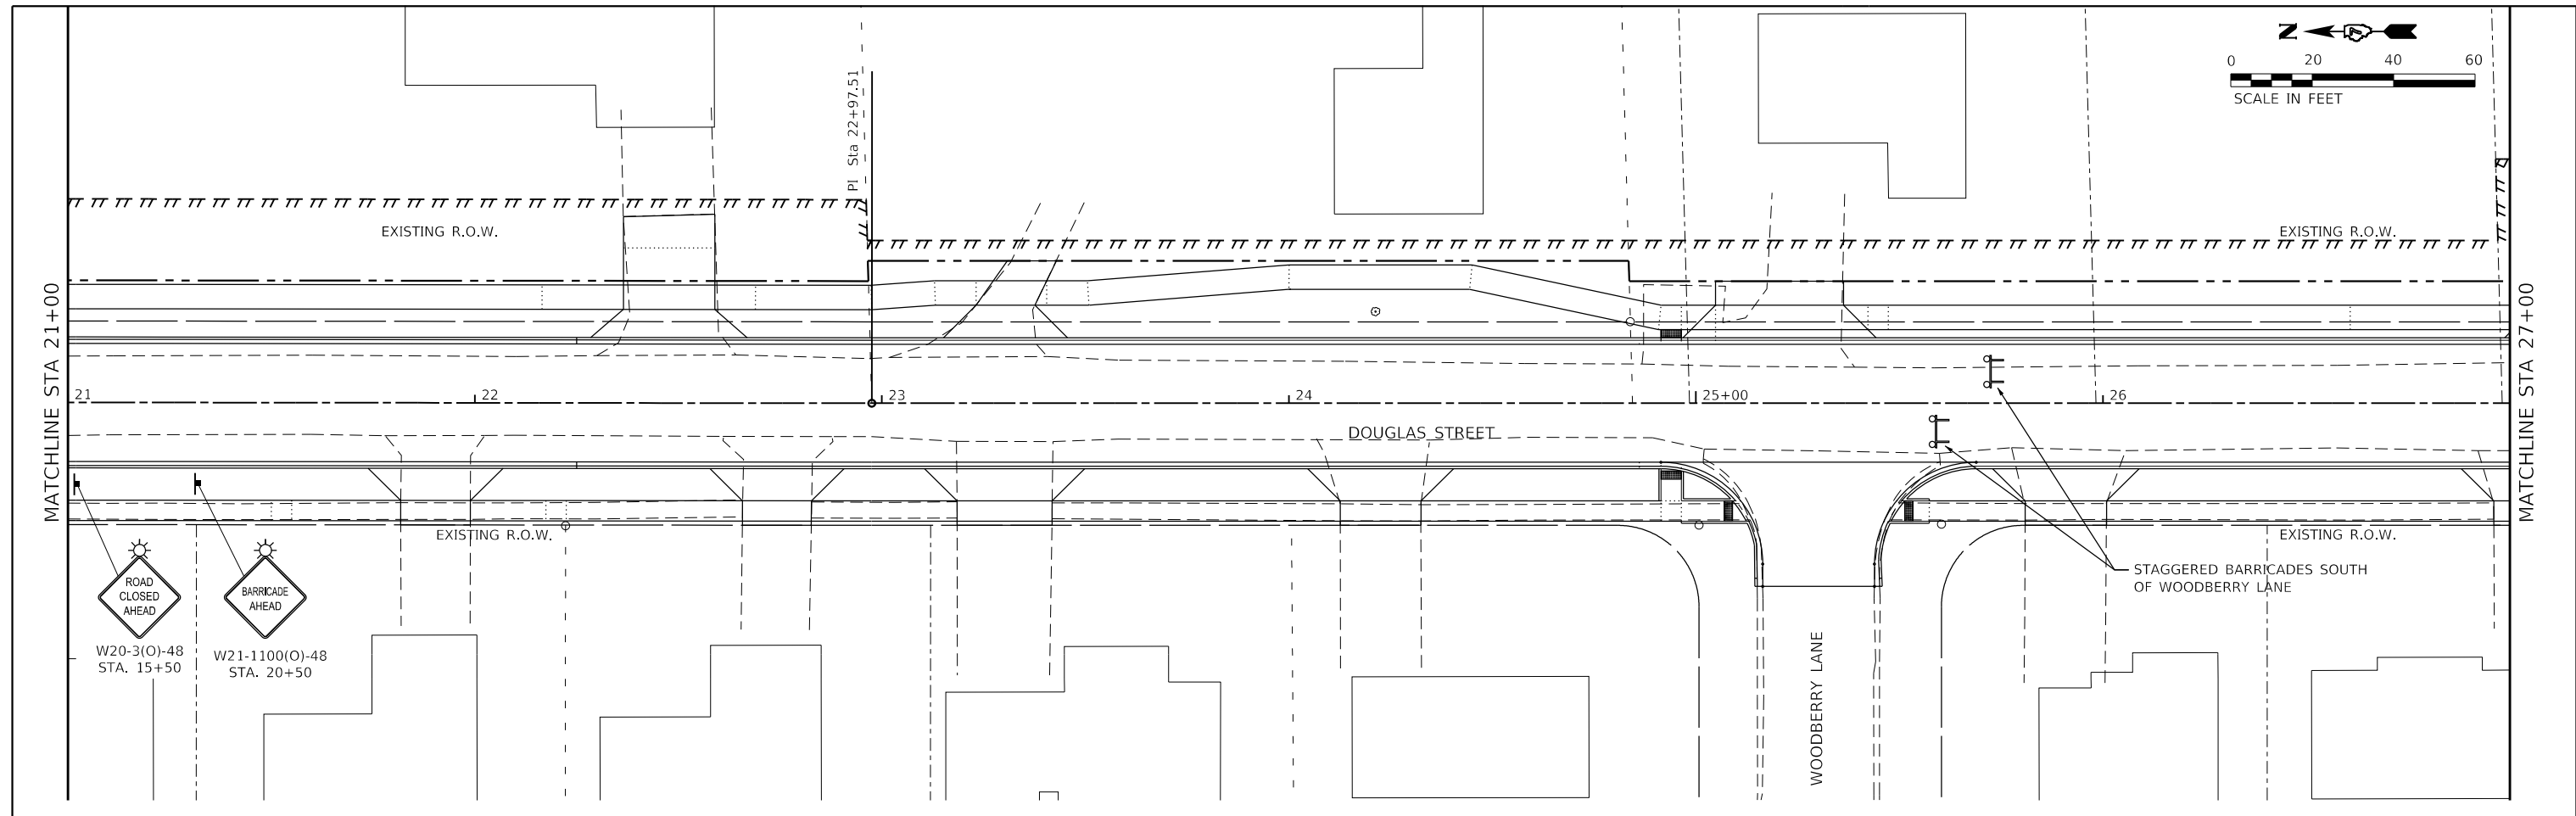 N
0 20 40 60
SCALE IN FEET
PI Sta 22+97.51
EXISTING R.O.W.
EXISTING R.O.W.
MATCHLINE STA 21+00
MATCHLINE STA 27+00
21 22 23 24 25+00 26
DOUGLAS STREET
EXISTING R.O.W.
EXISTING R.O.W.
ROAD
CLOSED
AHEAD
W20-3(O)-48
STA. 15+50
BARRICADE
AHEAD
W21-1100(O)-48
STA. 20+50
STAGGERED BARRICADES SOUTH
OF WOODBERRY LANE
WOODBERRY LANE